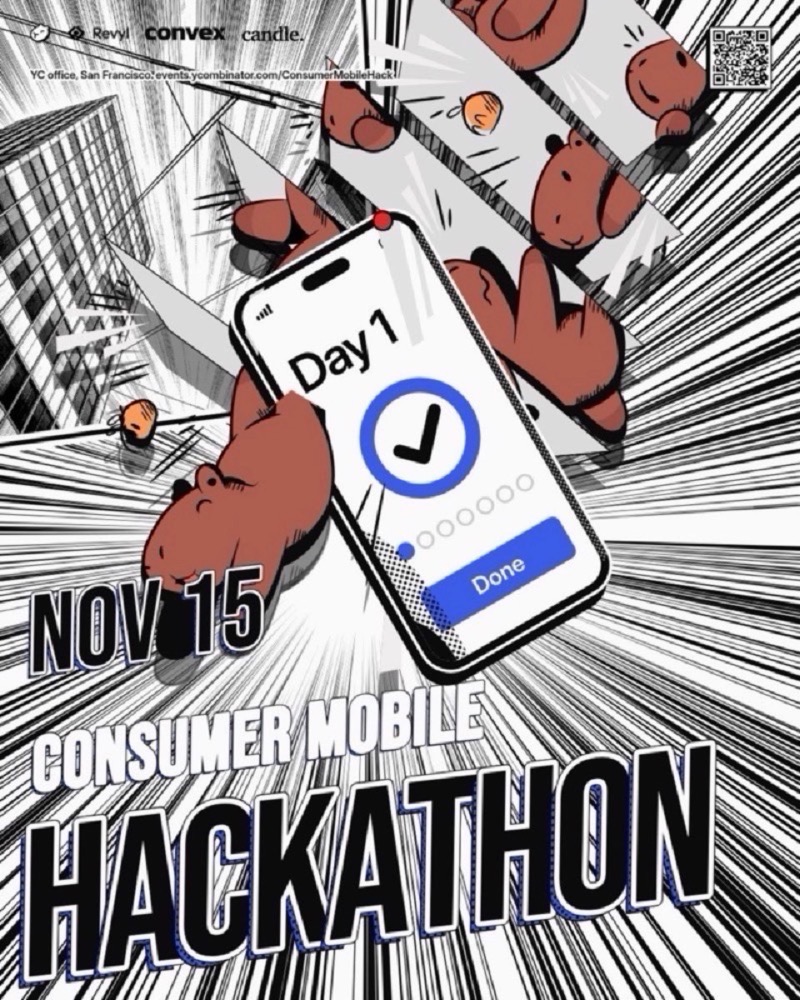 Revyl convex candle.
YC office, San Francisco. events.ycombinator.com/ConsumerMobileHack
Day 1
Done
NOV 15
CONSUMER MOBILE
HACKATHON